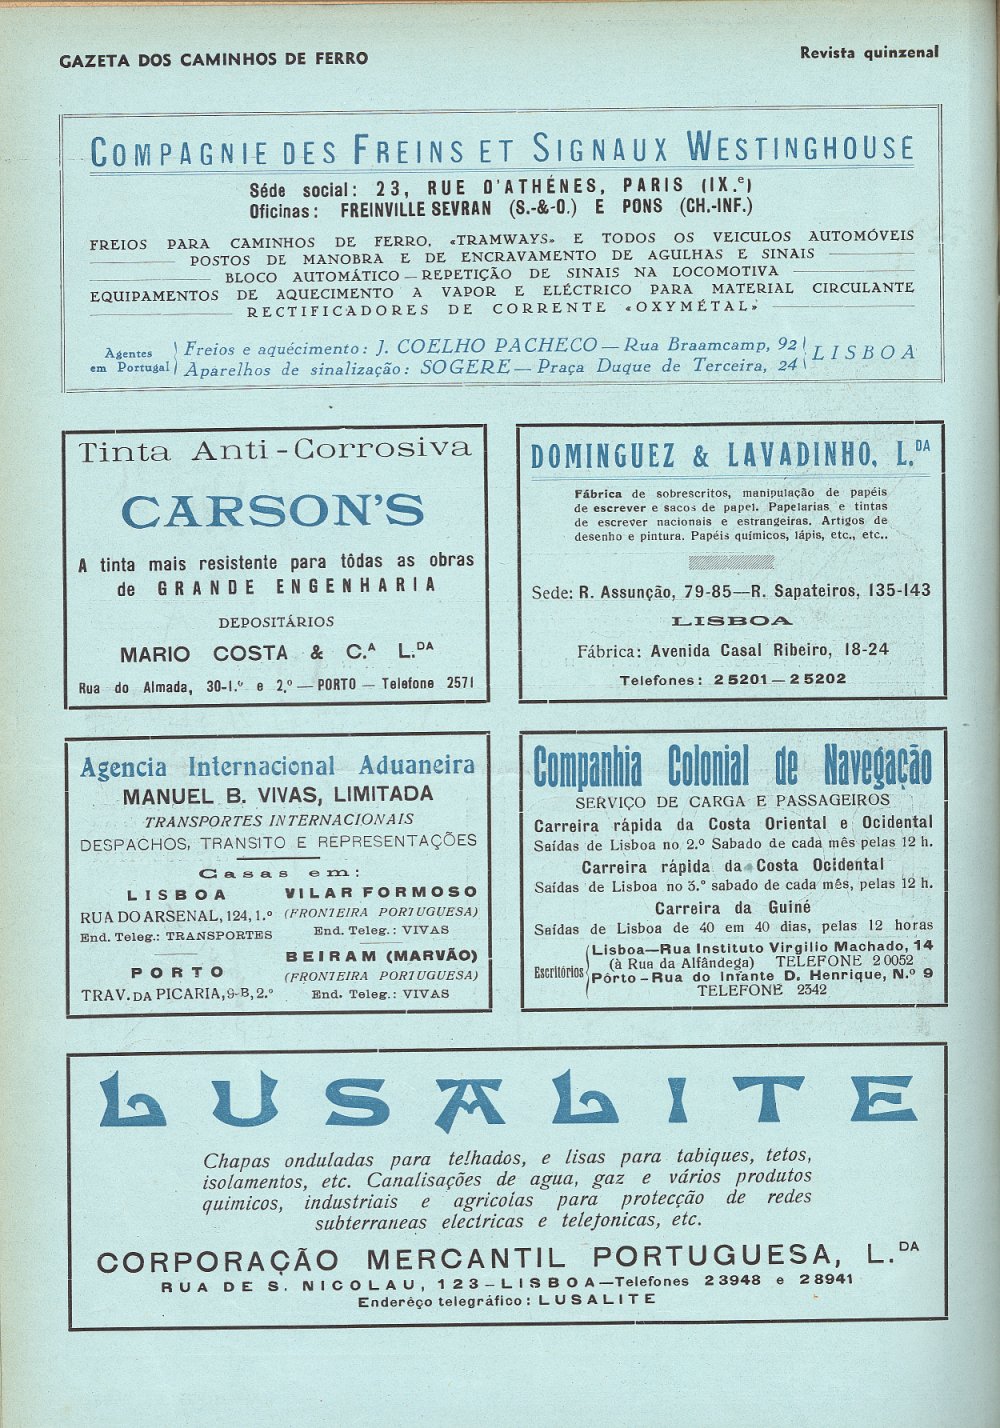 GAZETA DOS CAMINHOS DE FERRO
Revista quinzenal
COMPAGNIE DES FREINS ET SIGNAUX WESTINGHOUSE
Séde social: 23, RUE D'ATHÉNES, PARIS (IX.e)
Oficinas: FREINVILLE SEVRAN (S.-&-O.) E PONS (CH.-INF.)
FREIOS PARA CAMINHOS DE FERRO, «TRAMWAYS» E TODOS OS VEICULOS AUTOMÓVEIS
POSTOS DE MANOBRA E DE ENCRAVAMENTO DE AGULHAS E SINAIS
BLOCO AUTOMÁTICO — REPETIÇÃO DE SINAIS NA LOCOMOTIVA
EQUIPAMENTOS DE AQUECIMENTO A VAPOR E ELÉCTRICO PARA MATERIAL CIRCULANTE
RECTIFICADORES DE CORRENTE «OXYMÉTAL»
Agentes em Portugal
Freios e aquécimento: J. COELHO PACHECO — Rua Braamcamp, 92
Aparelhos de sinalização: SOGERE — Praça Duque de Terceira, 24
LISBOA
Tinta Anti-Corrosiva
CARSON'S
A tinta mais resistente para tôdas as obras
de GRANDE ENGENHARIA
DEPOSITÁRIOS
MARIO COSTA & C.A L.DA
Rua do Almada, 30-1.º e 2.º — PORTO — Telefone 2571
DOMINGUEZ & LAVADINHO, L.DA
Fábrica de sobrescritos, manipulação de papéis
de escrever e sacos de papel. Papelarias e tintas
de escrever nacionais e estrangeiras. Artigos de
desenho e pintura. Papéis químicos, lápis, etc., etc..
Sede: R. Assunção, 79-85—R. Sapateiros, 135-143
LISBOA
Fábrica: Avenida Casal Ribeiro, 18-24
Telefones: 25201 — 25202
Agencia Internacional Aduaneira
MANUEL B. VIVAS, LIMITADA
TRANSPORTES INTERNACIONAIS
DESPACHOS, TRANSITO E REPRESENTAÇÕES
Casas em:
LISBOA
RUA DO ARSENAL, 124, 1.º
End. Teleg.: TRANSPORTES
PORTO
TRAV. DA PICARIA, 9-B, 2.º
VILAR FORMOSO
(FRONTEIRA PORTUGUESA)
End. Teleg.: VIVAS
BEIRAM (MARVÃO)
(FRONTEIRA PORTUGUESA)
End. Teleg.: VIVAS
Companhia Colonial de Navegação
SERVIÇO DE CARGA E PASSAGEIROS
Carreira rápida da Costa Oriental e Ocidental
Saídas de Lisboa no 2.º Sabado de cada mês pelas 12 h.
Carreira rápida da Costa Ocidental
Saídas de Lisboa no 3.º sabado de cada mês, pelas 12 h.
Carreira da Guiné
Saídas de Lisboa de 40 em 40 dias, pelas 12 horas
Escritórios
Lisboa—Rua Instituto Virgilio Machado, 14
(à Rua da Alfândega) TELEFONE 20052
Pôrto - Rua do Infante D. Henrique, N.º 9
TELEFONE 2342
LUSALITE
Chapas onduladas para telhados, e lisas para tabiques, tetos,
isolamentos, etc. Canalisações de agua, gaz e vários produtos
químicos, industriais e agricolas para protecção de redes
subterraneas electricas e telefonicas, etc.
CORPORAÇÃO MERCANTIL PORTUGUESA, L.DA
RUA DE S. NICOLAU, 123 — LISBOA — Telefones 23948 e 28941
Enderêço telegráfico: LUSALITE